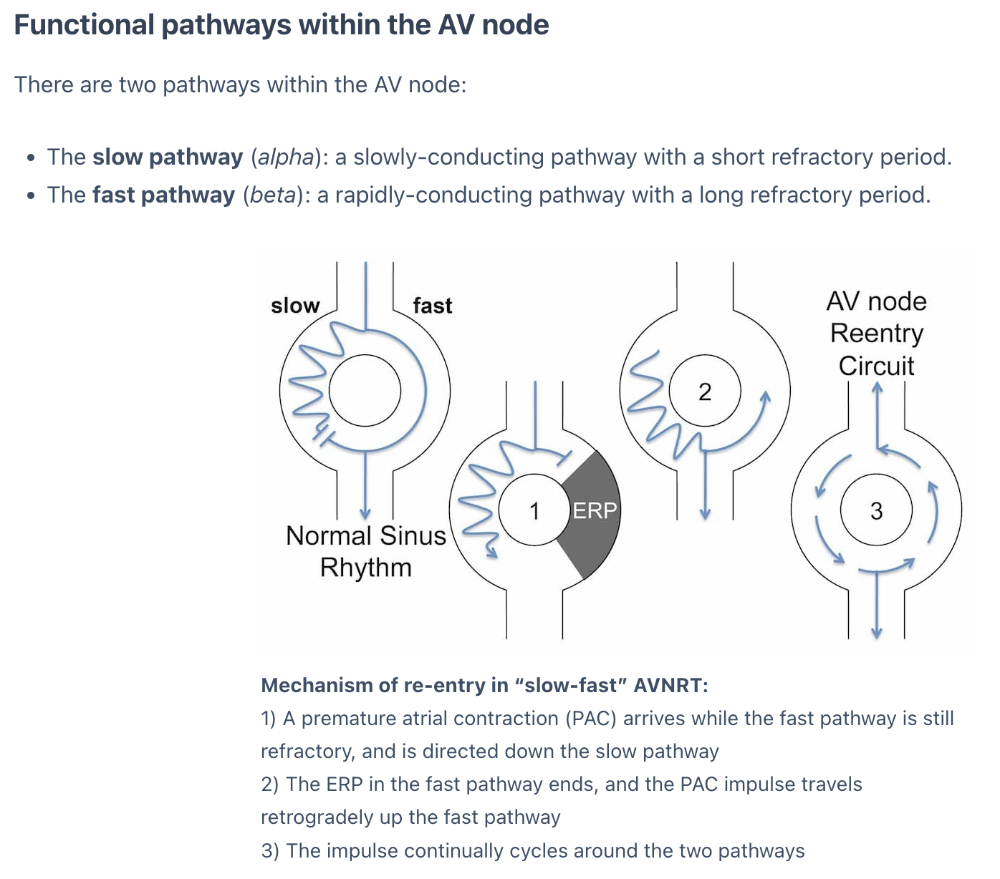 Functional pathways within the AV node
There are two pathways within the AV node:
• The slow pathway (alpha): a slowly-conducting pathway with a short refractory period.
• The fast pathway (beta): a rapidly-conducting pathway with a long refractory period.
slow
fast
Normal Sinus
Rhythm
1
ERP
2
AV node
Reentry
Circuit
3
Mechanism of re-entry in “slow-fast” AVNRT:
1) A premature atrial contraction (PAC) arrives while the fast pathway is still
refractory, and is directed down the slow pathway
2) The ERP in the fast pathway ends, and the PAC impulse travels
retrogradely up the fast pathway
3) The impulse continually cycles around the two pathways